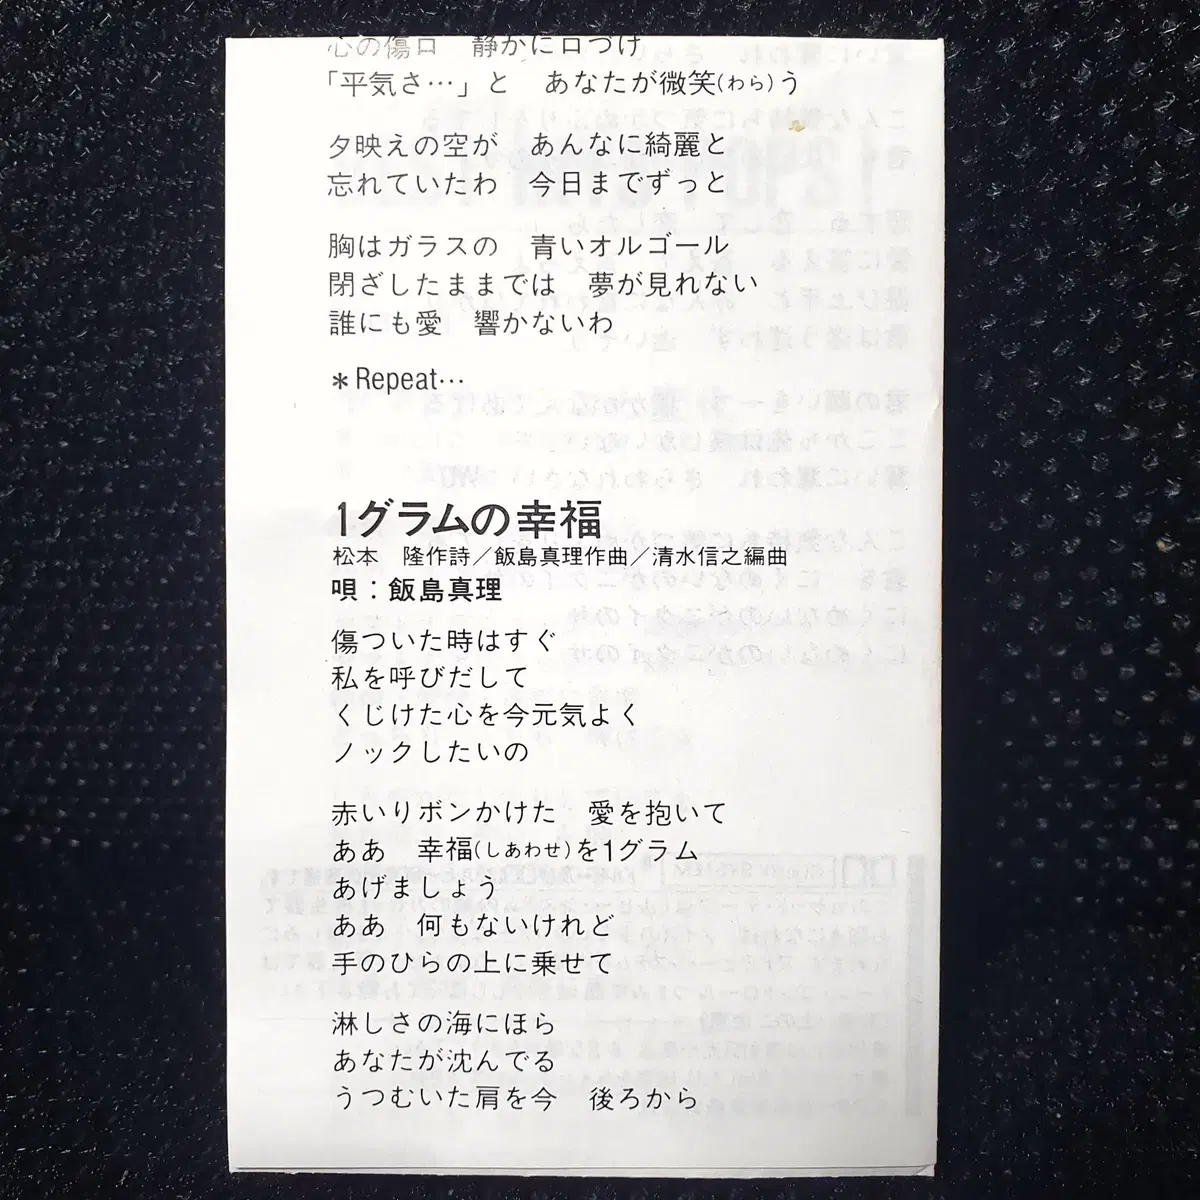 心の傷口　静かに口づけ
「平気さ…」と　あなたが微笑(わら)う
夕映えの空が　あんなに綺麗と
忘れていたわ　今日までずっと
胸はガラスの　青いオルゴール
閉ざしたままでは　夢が見れない
誰にも愛　響かないわ
＊Repeat…
1グラムの幸福
松本　隆作詩／飯島真理作曲／清水信之編曲
唄：飯島真理
傷ついた時はすぐ
私を呼びだして
くじけた心を今元気よく
ノックしたいの
赤いリボンかけた　愛を抱いて
ああ　幸福(しあわせ)を1グラム
あげましょう
ああ　何もないけれど
手のひらの上に乗せて
淋しさの海にほら
あなたが沈んでる
うつむいた肩を今　後ろから